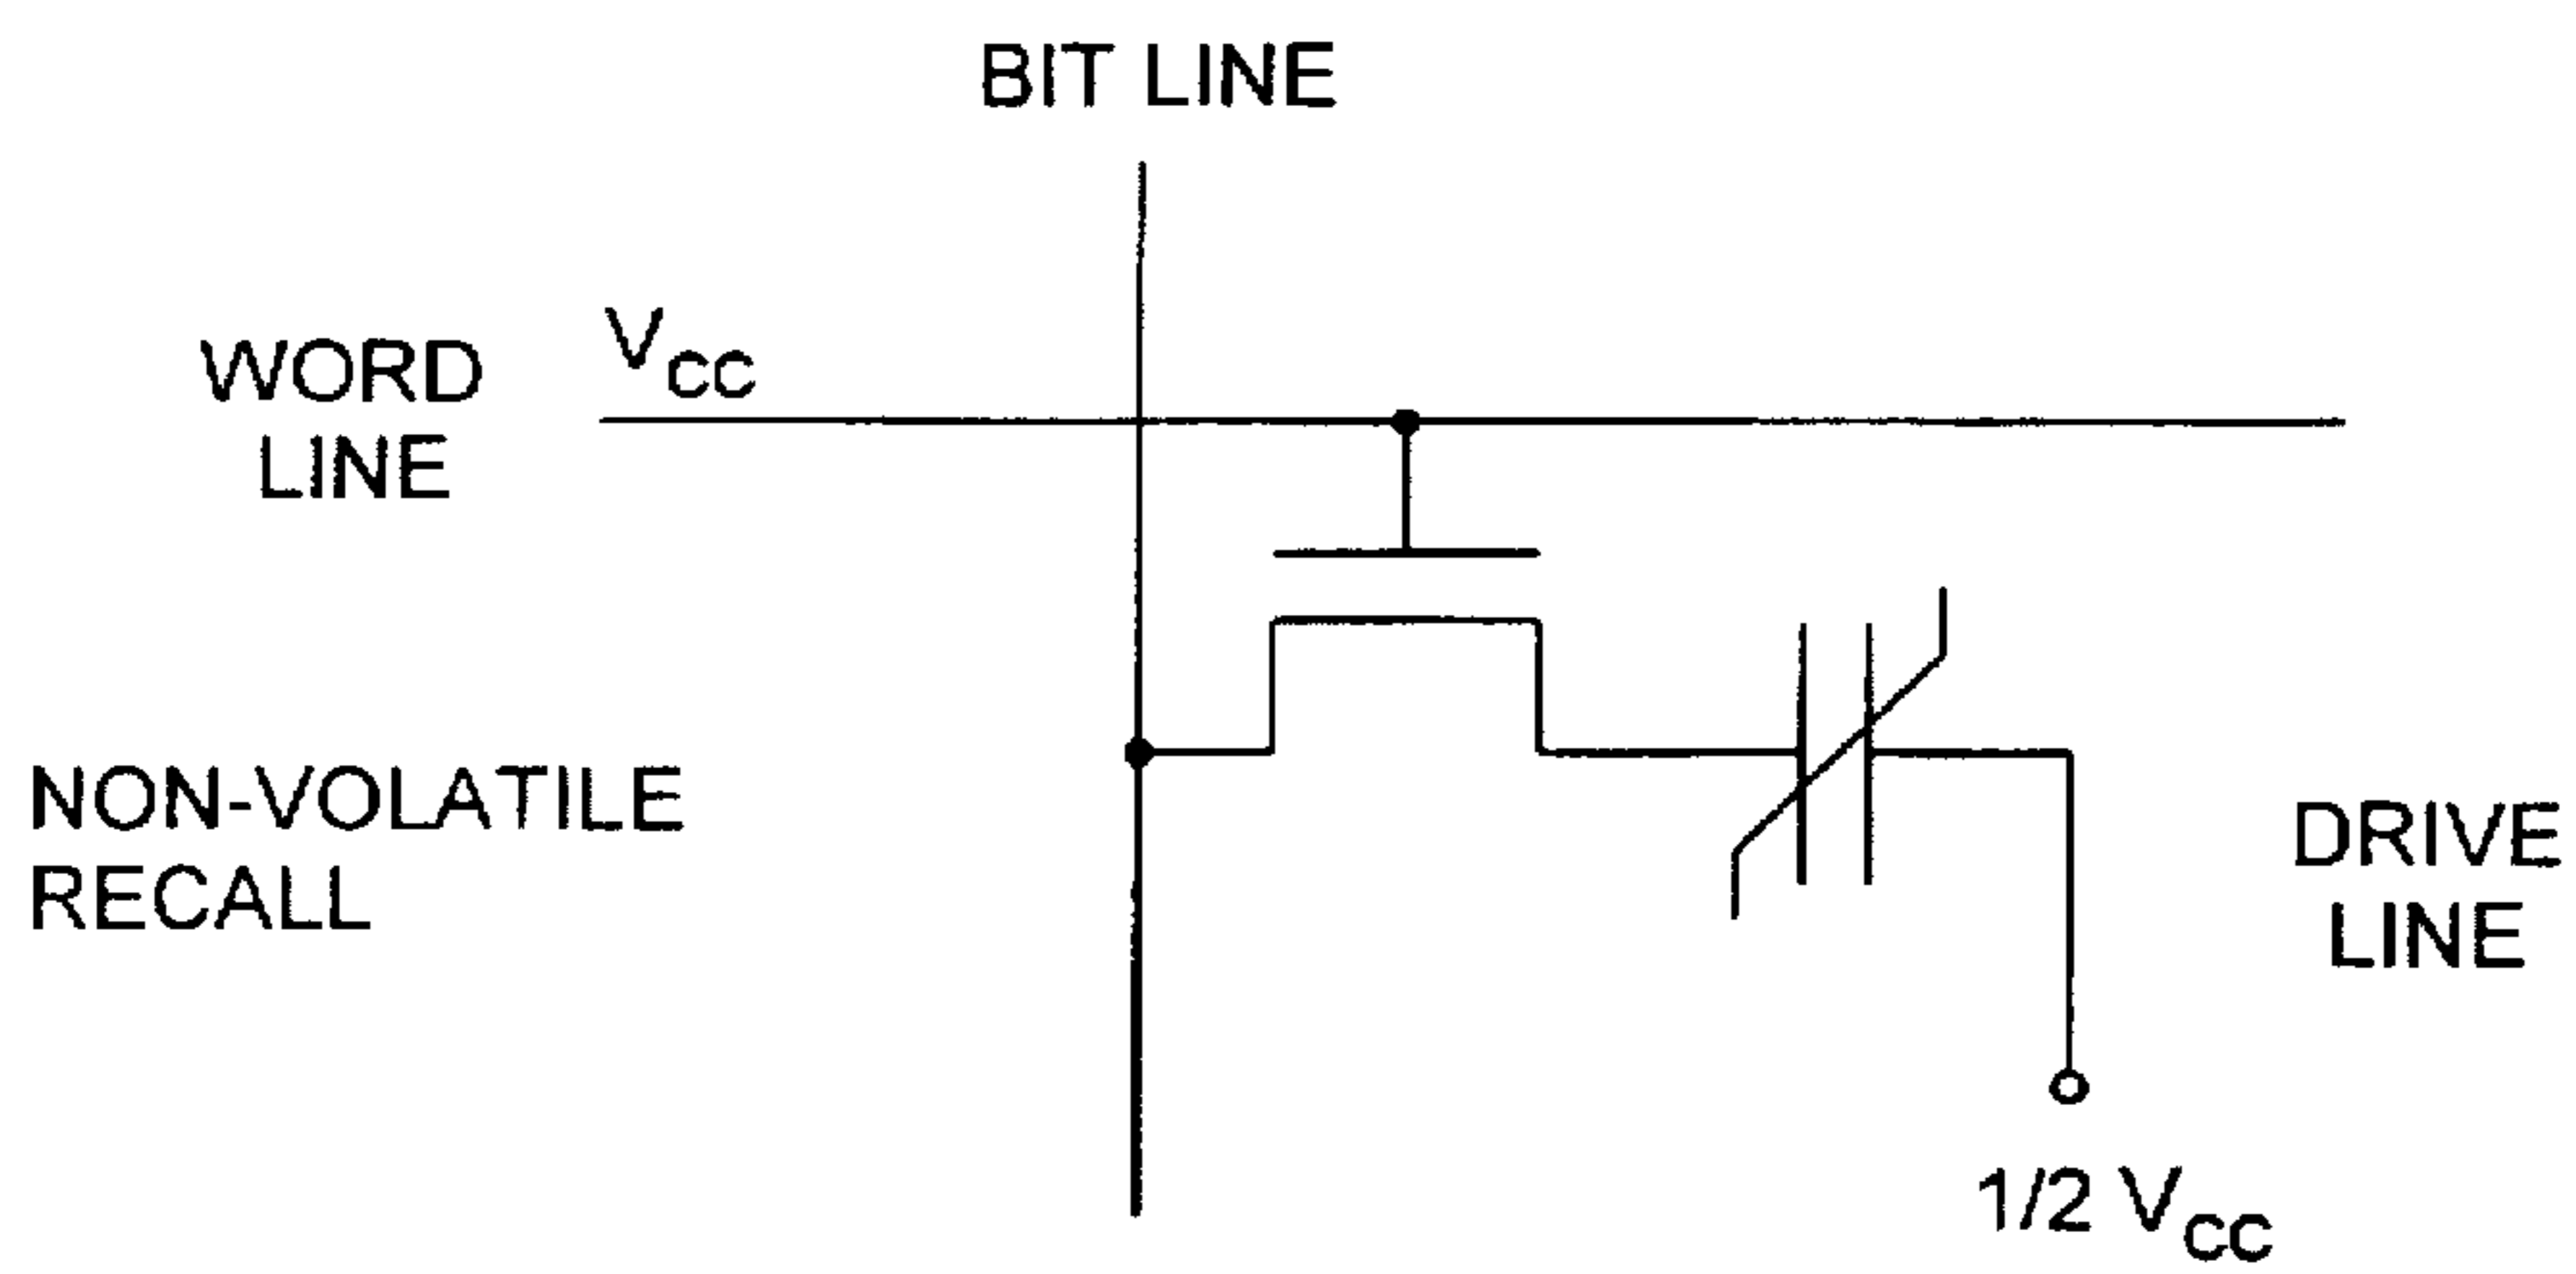 BIT LINE
WORD
LINE
VCC
NON-VOLATILE
RECALL
DRIVE
LINE
1/2 VCC